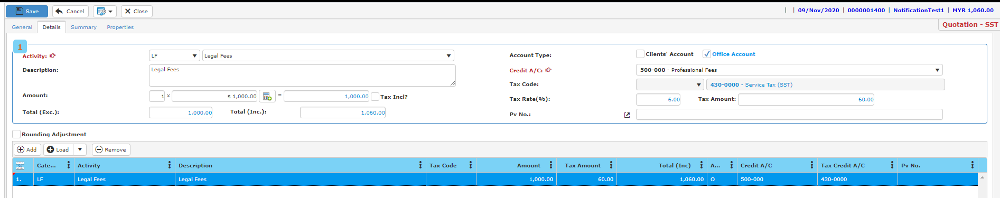 Save Cancel Close | | 09/Nov/2020 | 0000001400 | NotificationTest1 | MYR 1,060.00
General Details Summary Properties Quotation - SST
1
Activity: LF Legal Fees Account Type: Clients' Account Office Account
Description: Legal Fees Credit A/C: 500-000 - Professional Fees
Tax Code: 430-0000 - Service Tax (SST)
Amount: 1 x $ 1,000.00 = 1,000.00 Tax Incl? Tax Rate(%): 6.00 Tax Amount: 60.00
Total (Exc.): 1,000.00 Total (Inc.): 1,060.00 Pv No.:
Rounding Adjustment
Add Load Remove
Cate... Activity Description Tax Code Amount Tax Amount Total (Inc) A... Credit A/C Tax Credit A/C Pv No.
1. LF Legal Fees Legal Fees 1,000.00 60.00 1,060.00 O 500-000 430-0000